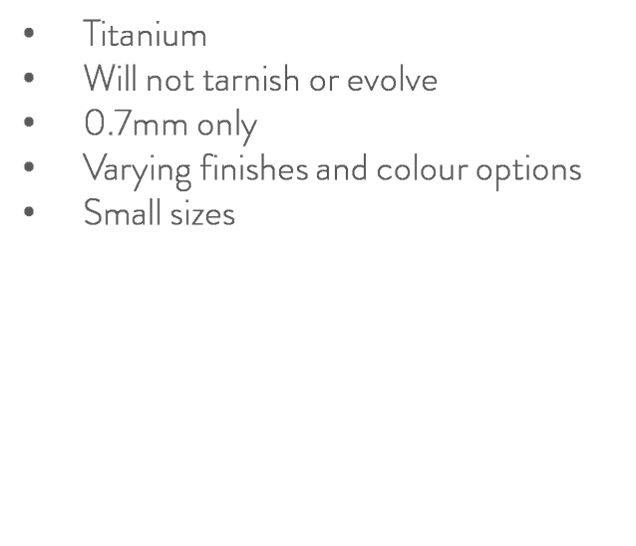 • Titanium
• Will not tarnish or evolve
• 0.7mm only
• Varying finishes and colour options
• Small sizes